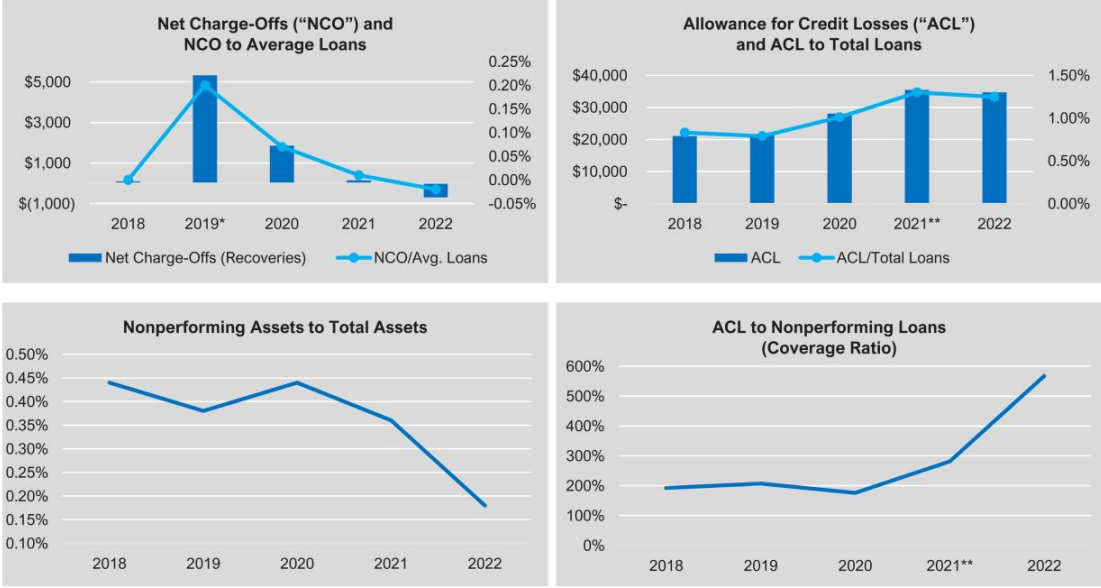 Net Charge-Offs (“NCO”) and
NCO to Average Loans
$5,000
$3,000
$1,000
$(1,000)
0.25%
0.20%
0.15%
0.10%
0.05%
0.00%
-0.05%
2018 2019* 2020 2021 2022
Net Charge-Offs (Recoveries) NCO/Avg. Loans
Allowance for Credit Losses (“ACL”)
and ACL to Total Loans
$40,000
$30,000
$20,000
$10,000
$-
1.50%
1.00%
0.50%
0.00%
2018 2019 2020 2021** 2022
ACL ACL/Total Loans
Nonperforming Assets to Total Assets
0.50%
0.45%
0.40%
0.35%
0.30%
0.25%
0.20%
0.15%
0.10%
2018 2019 2020 2021 2022
ACL to Nonperforming Loans
(Coverage Ratio)
600%
500%
400%
300%
200%
100%
0%
2018 2019 2020 2021** 2022